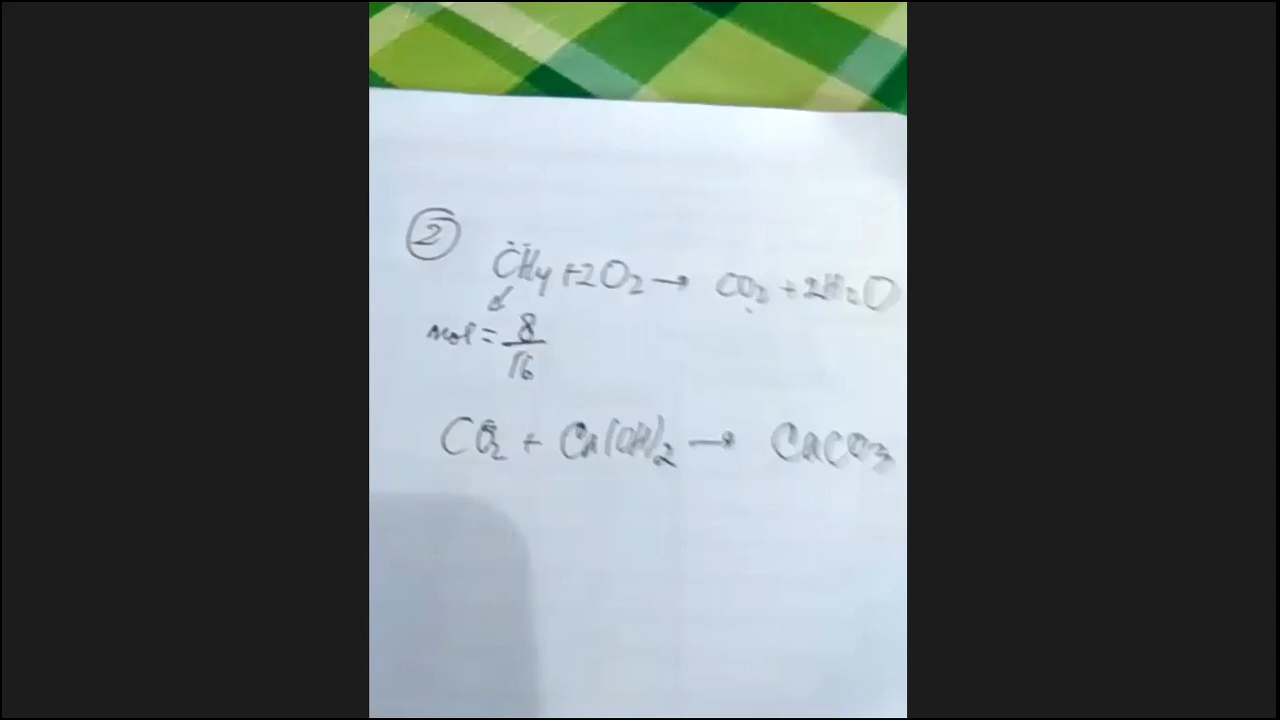 2
CH4 + 2O2 → CO2 + 2H2O
mol = 8
16
CO2 + Ca(OH)2 → CaCO3